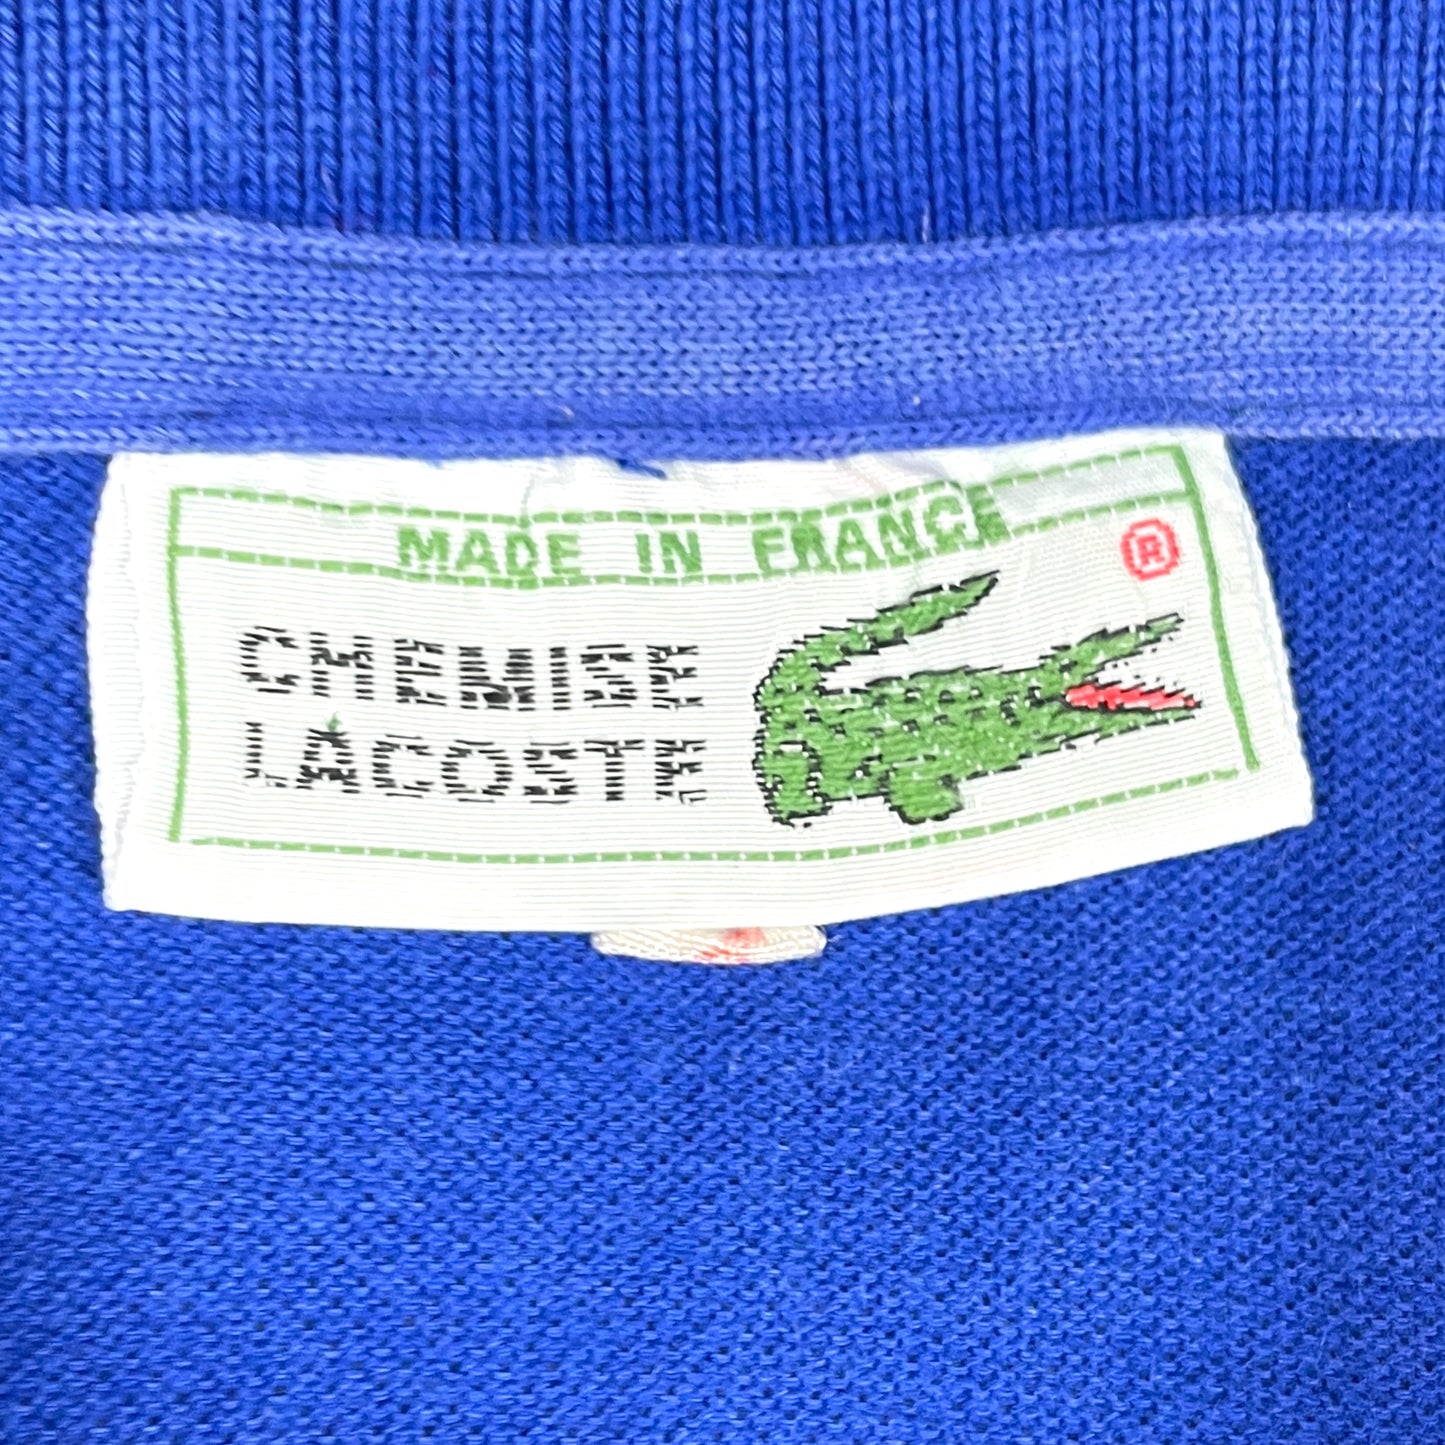 MADE IN FRANCE
®
CHEMISE
LACOSTE